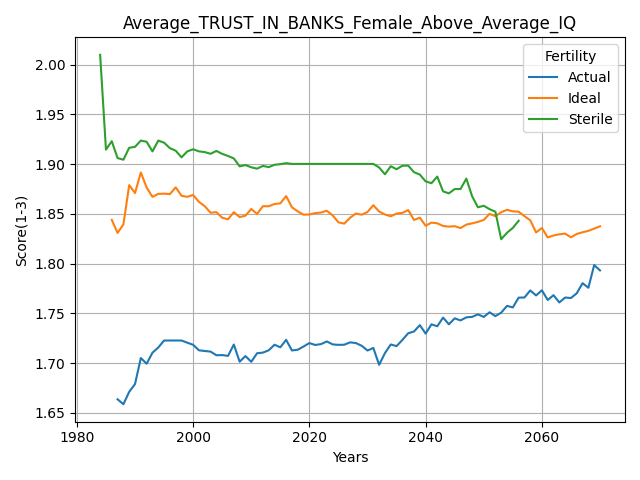 Average_TRUST_IN_BANKS_Female_Above_Average_IQ
Fertility
Actual
Ideal
Sterile
Score(1-3)
2.00
1.95
1.90
1.85
1.80
1.75
1.70
1.65
1980
2000
2020
2040
2060
Years